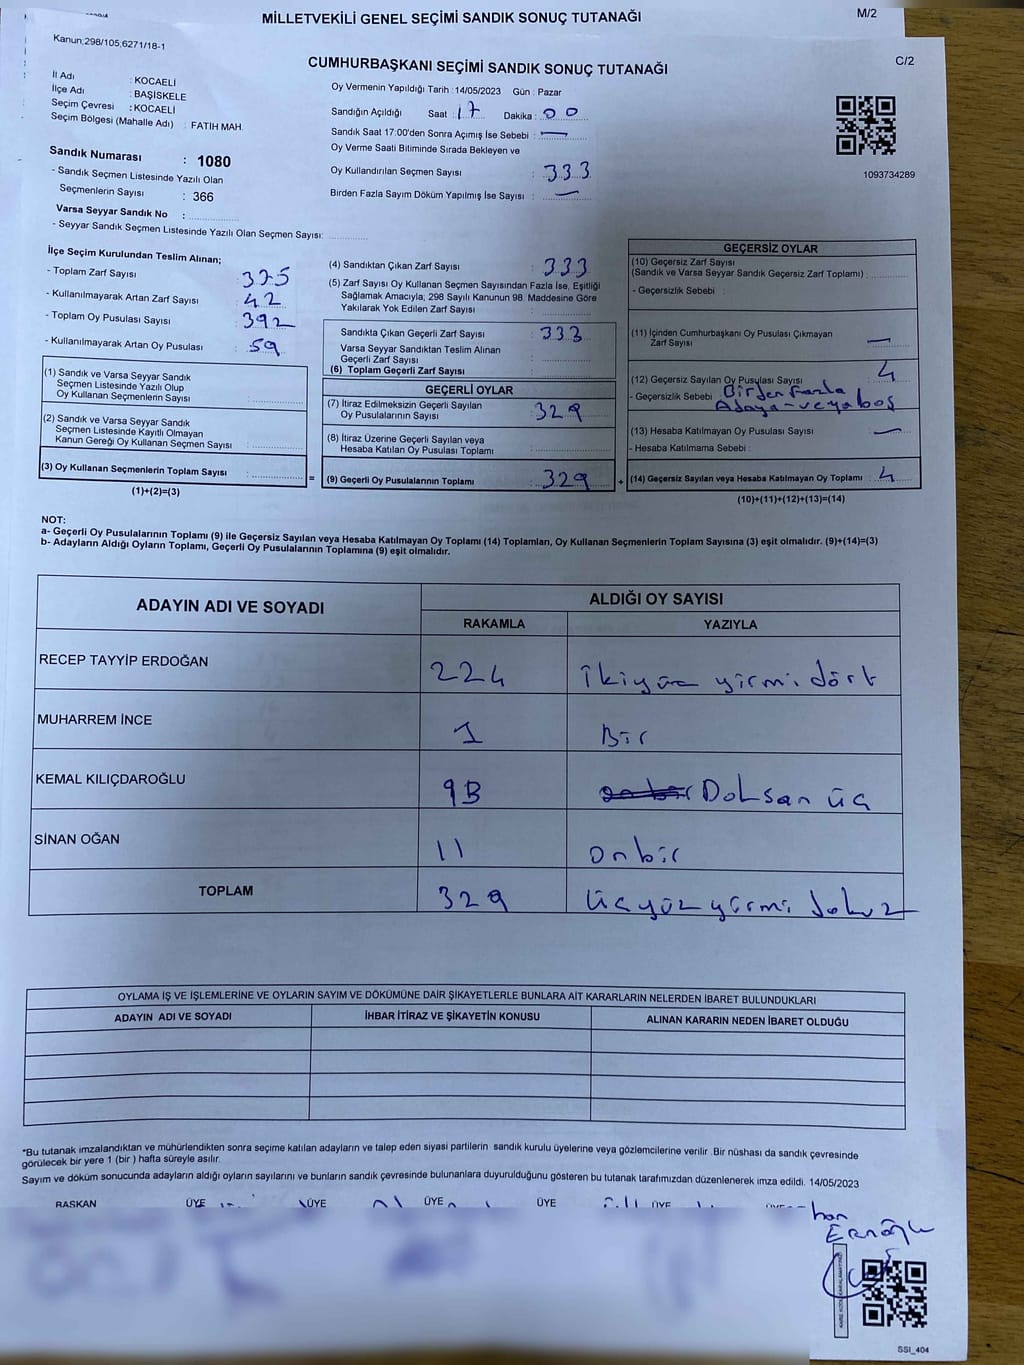 MİLLETVEKİLİ GENEL SEÇİMİ SANDIK SONUÇ TUTANAĞI
M/2
Kanun,298/105,6271/18-1
CUMHURBAŞKANI SEÇİMİ SANDIK SONUÇ TUTANAĞI
C/2
İl Adı : KOCAELİ
İlçe Adı : BAŞİSKELE
Seçim Çevresi : KOCAELİ
Seçim Bölgesi (Mahalle Adı) : FATİH MAH.
Sandık Numarası : 1080
- Sandık Seçmen Listesinde Yazılı Olan
Seçmenlerin Sayısı : 366
Varsa Seyyar Sandık No :
- Seyyar Sandık Seçmen Listesinde Yazılı Olan Seçmen Sayısı:
Oy Vermenin Yapıldığı Tarih : 14/05/2023 Gün : Pazar
Sandığın Açıldığı Saat : 17 Dakika : 00
Sandık Saat 17:00'den Sonra Açımış İse Sebebi : —
Oy Verme Saati Bitiminde Sırada Bekleyen ve
Oy Kullandırılan Seçmen Sayısı : 333
Birden Fazla Sayım Döküm Yapılmış İse Sayısı : —
1093734289
İlçe Seçim Kurulundan Teslim Alınan;
- Toplam Zarf Sayısı : 375
- Kullanılmayarak Artan Zarf Sayısı : 42
- Toplam Oy Pusulası Sayısı : 392
- Kullanılmayarak Artan Oy Pusulası : 59
(1) Sandık ve Varsa Seyyar Sandık
Seçmen Listesinde Yazılı Olup
Oy Kullanan Seçmenlerin Sayısı :
(2) Sandık ve Varsa Seyyar Sandık
Seçmen Listesinde Kayıtlı Olmayan
Kanun Gereği Oy Kullanan Seçmen Sayısı :
(3) Oy Kullanan Seçmenlerin Toplam Sayısı :
(1)+(2)=(3)
(4) Sandıktan Çıkan Zarf Sayısı : 333
(5) Zarf Sayısı Oy Kullanan Seçmen Sayısından Fazla İse, Eşitliği
Sağlamak Amacıyla; 298 Sayılı Kanunun 98. Maddesine Göre
Yakılarak Yok Edilen Zarf Sayısı :
Sandıkta Çıkan Geçerli Zarf Sayısı : 333
Varsa Seyyar Sandıktan Teslim Alınan
Geçerli Zarf Sayısı :
(6) Toplam Geçerli Zarf Sayısı :
GEÇERLİ OYLAR
(7) İtiraz Edilmeksizin Geçerli Sayılan
Oy Pusulalarının Sayısı : 329
(8) İtiraz Üzerine Geçerli Sayılan veya
Hesaba Katılan Oy Pusulası Toplamı :
= (9) Geçerli Oy Pusulalarının Toplamı : 329 +
GEÇERSİZ OYLAR
(10) Geçersiz Zarf Sayısı
(Sandık ve Varsa Seyyar Sandık Geçersiz Zarf Toplamı) :
- Geçersizlik Sebebi :
(11) İçinden Cumhurbaşkanı Oy Pusulası Çıkmayan
Zarf Sayısı : —
(12) Geçersiz Sayılan Oy Pusulası Sayısı : 4
- Geçersizlik Sebebi : Birden Fazla
Adaya-veya boş
(13) Hesaba Katılmayan Oy Pusulası Sayısı : —
- Hesaba Katılmama Sebebi :
(14) Geçersiz Sayılan veya Hesaba Katılmayan Oy Toplamı : 4
(10)+(11)+(12)+(13)=(14)
NOT:
a- Geçerli Oy Pusulalarının Toplamı (9) ile Geçersiz Sayılan veya Hesaba Katılmayan Oy Toplamı (14) Toplamları, Oy Kullanan Seçmenlerin Toplam Sayısına (3) eşit olmalıdır. (9)+(14)=(3)
b- Adayların Aldığı Oyların Toplamı, Geçerli Oy Pusulalarının Toplamına (9) eşit olmalıdır.
ADAYIN ADI VE SOYADI ALDIĞI OY SAYISI
RAKAMLA YAZIYLA
RECEP TAYYİP ERDOĞAN 224 ikiyüz yirmi dört
MUHARREM İNCE 1 Bir
KEMAL KILIÇDAROĞLU 93 Doksan üç
SİNAN OĞAN 11 onbir
TOPLAM 329 üçyüzyirmi dokuz
OYLAMA İŞ VE İŞLEMLERİNE VE OYLARIN SAYIM VE DÖKÜMÜNE DAİR ŞİKAYETLERLE BUNLARA AİT KARARLARIN NELERDEN İBARET BULUNDUKLARI
ADAYIN ADI VE SOYADI İHBAR İTİRAZ VE ŞİKAYETİN KONUSU ALINAN KARARIN NEDEN İBARET OLDUĞU
*Bu tutanak imzalandıktan ve mühürlendikten sonra seçime katılan adayların ve talep eden siyasi partilerin sandık kurulu üyelerine veya gözlemcilerine verilir .Bir nüshası da sandık çevresinde
görülecek bir yere 1 (bir ) hafta süreyle asılır.
Sayım ve döküm sonucunda adayların aldığı oyların sayılarını ve bunların sandık çevresinde bulunanlara duyurulduğunu gösteren bu tutanak tarafımızdan düzenlenerek imza edildi. 14/05/2023
BAŞKAN ÜYE ÜYE ÜYE ÜYE ÜYE ÜYE
SSİ_404